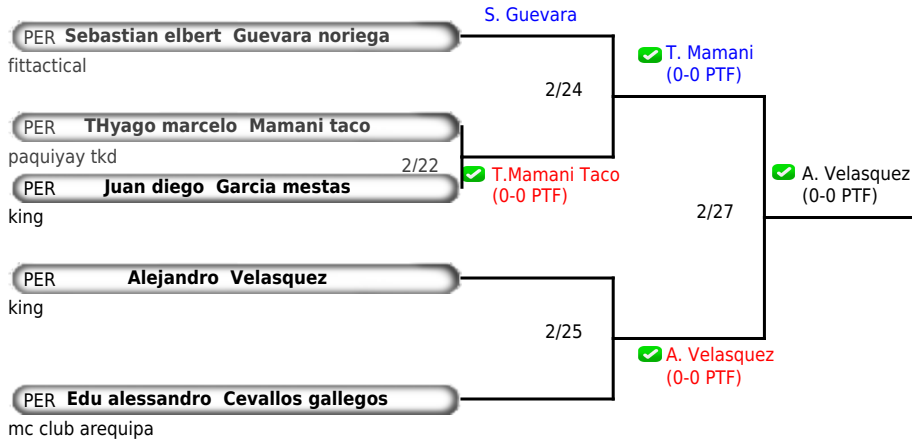 S. Guevara
PER Sebastian elbert Guevara noriega
fittactical
2/24
T. Mamani
(0-0 PTF)
PER THyago marcelo Mamani taco
paquiyay tkd
2/22
T.Mamani Taco
(0-0 PTF)
PER Juan diego Garcia mestas
king
A. Velasquez
(0-0 PTF)
2/27
PER Alejandro Velasquez
king
2/25
A. Velasquez
(0-0 PTF)
PER Edu alessandro Cevallos gallegos
mc club arequipa